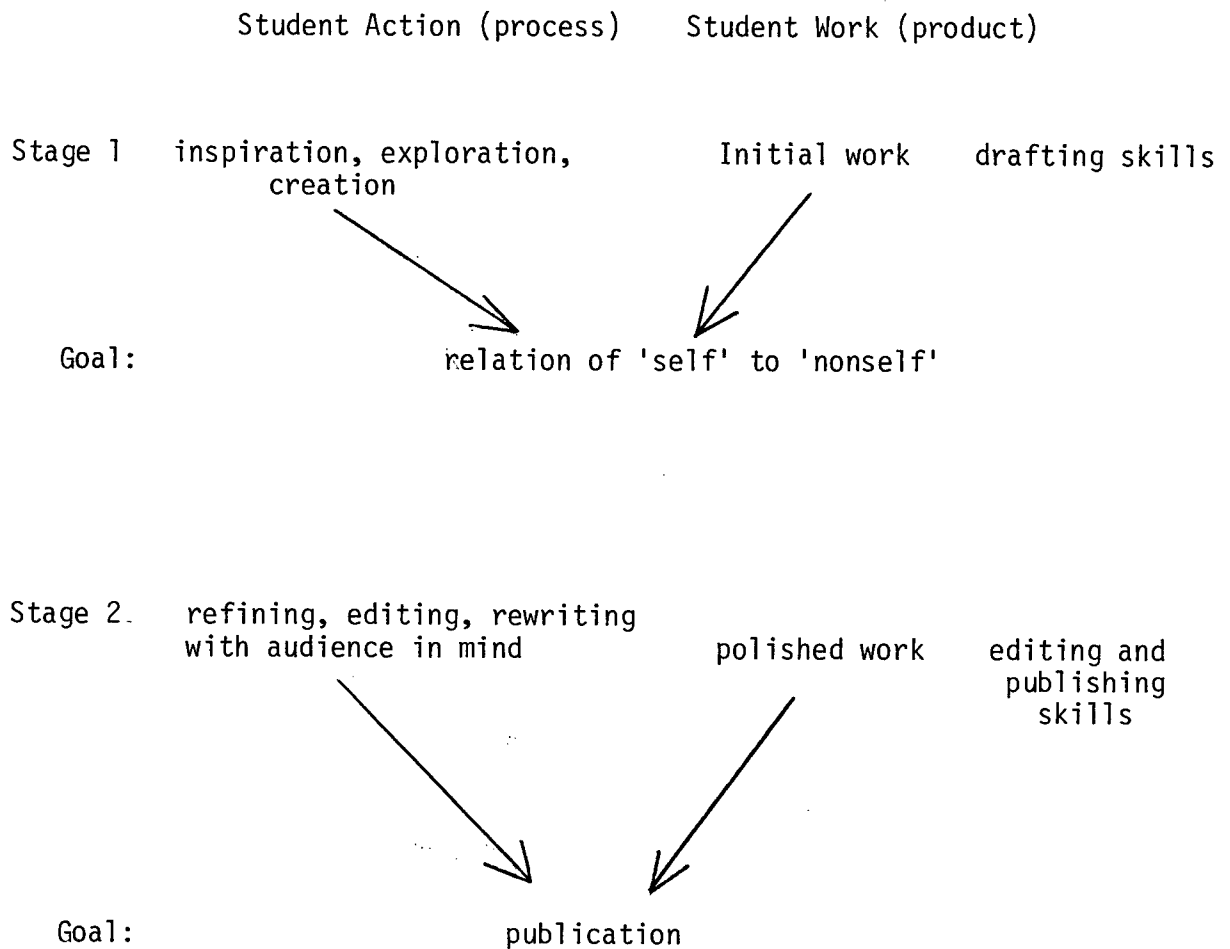 Student Action (process) Student Work (product)
Stage 1 inspiration, exploration, Initial work drafting skills
creation
Goal: relation of 'self' to 'nonself'
Stage 2. refining, editing, rewriting
with audience in mind polished work editing and
publishing
skills
Goal: publication